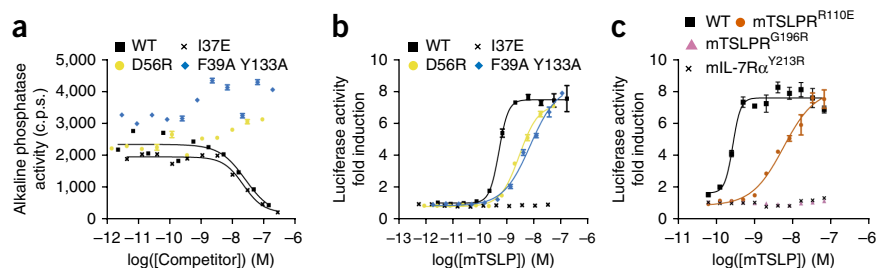 a
WT
I37E
D56R
F39A Y133A
Alkaline phosphatase
activity (c.p.s.)
5,000
4,000
3,000
2,000
1,000
0
−12 −11 −10 −9 −8 −7 −6
log([Competitor]) (M)
b
WT
I37E
D56R
F39A Y133A
Luciferase activity
fold induction
10
8
6
4
2
0
−13 −12 −11 −10 −9 −8 −7 −6
log([mTSLP]) (M)
c
WT
mTSLPR^R110E
mTSLPR^G196R
mIL-7Rα^Y213R
Luciferase activity
fold induction
10
8
6
4
2
0
−11 −10 −9 −8 −7 −6
log([mTSLP]) (M)